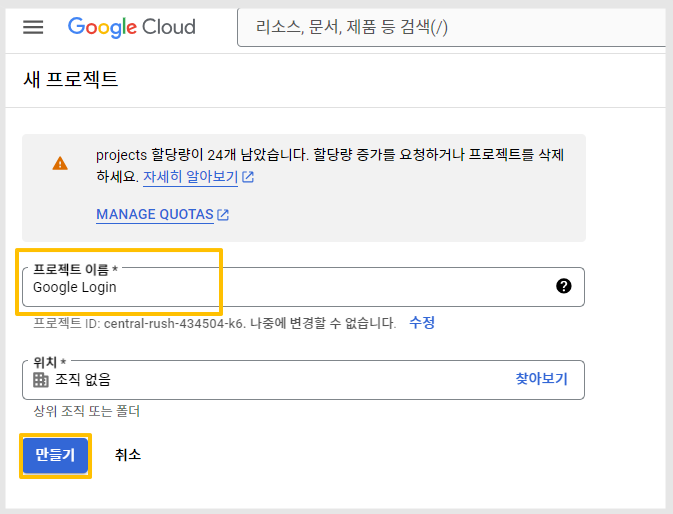 Google Cloud
리소스, 문서, 제품 등 검색(/)
새 프로젝트
projects 할당량이 24개 남았습니다. 할당량 증가를 요청하거나 프로젝트를 삭제
하세요. 자세히 알아보기
MANAGE QUOTAS
프로젝트 이름 *
Google Login
프로젝트 ID: central-rush-434504-k6. 나중에 변경할 수 없습니다. 수정
위치 *
조직 없음 찾아보기
상위 조직 또는 폴더
만들기 취소